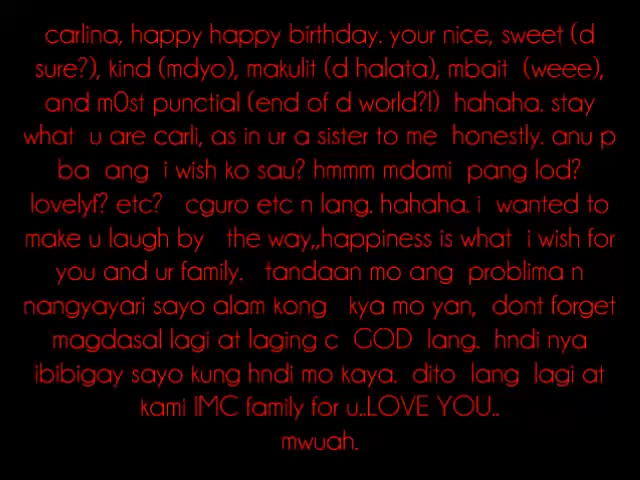 carlina, happy happy birthday. your nice, sweet (d
sure?), kind (mdyo), makulit (d halata), mbait (weee),
and m0st punctial (end of d world?!) hahaha. stay
what u are carli, as in ur a sister to me honestly. anu p
ba ang i wish ko sau? hmmm mdami pang lod?
lovelyf? etc? cguro etc n lang. hahaha. i wanted to
make u laugh by the way,,happiness is what i wish for
you and ur family. tandaan mo ang problima n
nangyayari sayo alam kong kya mo yan, dont forget
magdasal lagi at laging c GOD lang. hndi nya
ibibigay sayo kung hndi mo kaya. dito lang lagi at
kami IMC family for u..LOVE YOU..
mwuah.